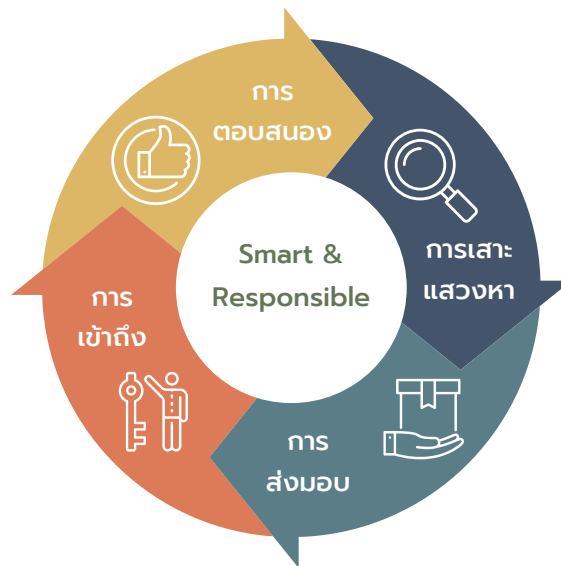 การ
ตอบสนอง
การเสาะ
แสวงหา
Smart &
Responsible
การ
เข้าถึง
การ
ส่งมอบ